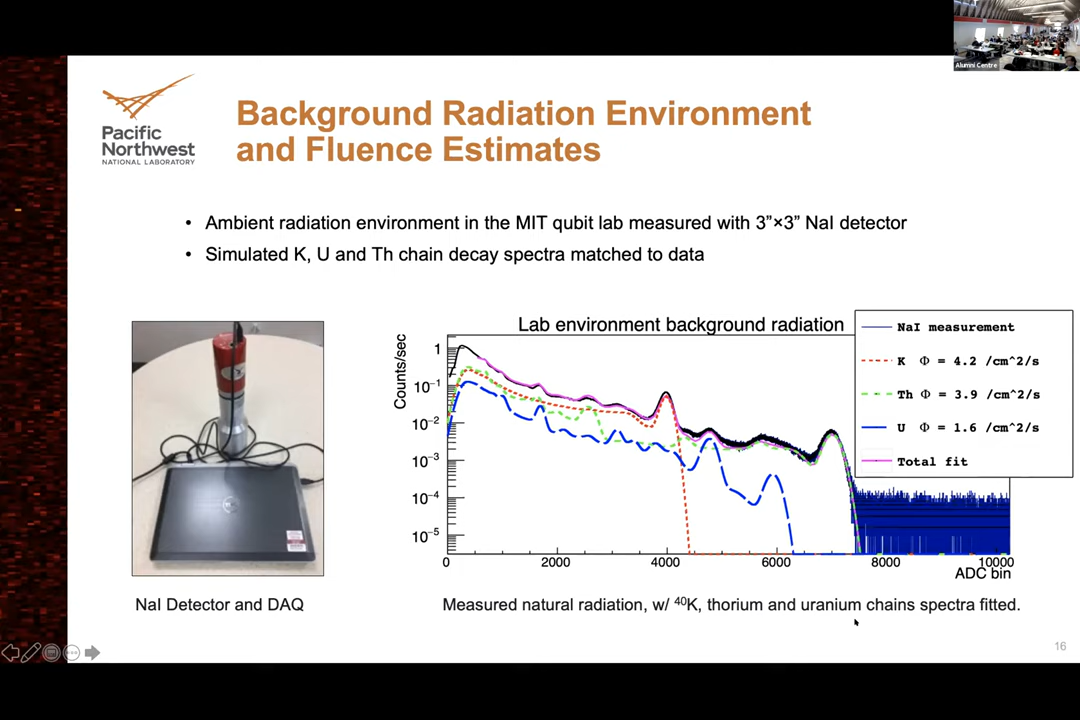 Alumni Centre
Pacific
Northwest
NATIONAL LABORATORY
Background Radiation Environment
and Fluence Estimates
• Ambient radiation environment in the MIT qubit lab measured with 3”×3” NaI detector
• Simulated K, U and Th chain decay spectra matched to data
Lab environment background radiation
Counts/sec
1
10⁻¹
10⁻²
10⁻³
10⁻⁴
10⁻⁵
0 2000 4000 6000 8000 10000
ADC bin
NaI measurement
K Φ = 4.2 /cm^2/s
Th Φ = 3.9 /cm^2/s
U Φ = 1.6 /cm^2/s
Total fit
NaI Detector and DAQ
Measured natural radiation, w/ ⁴⁰K, thorium and uranium chains spectra fitted.
16